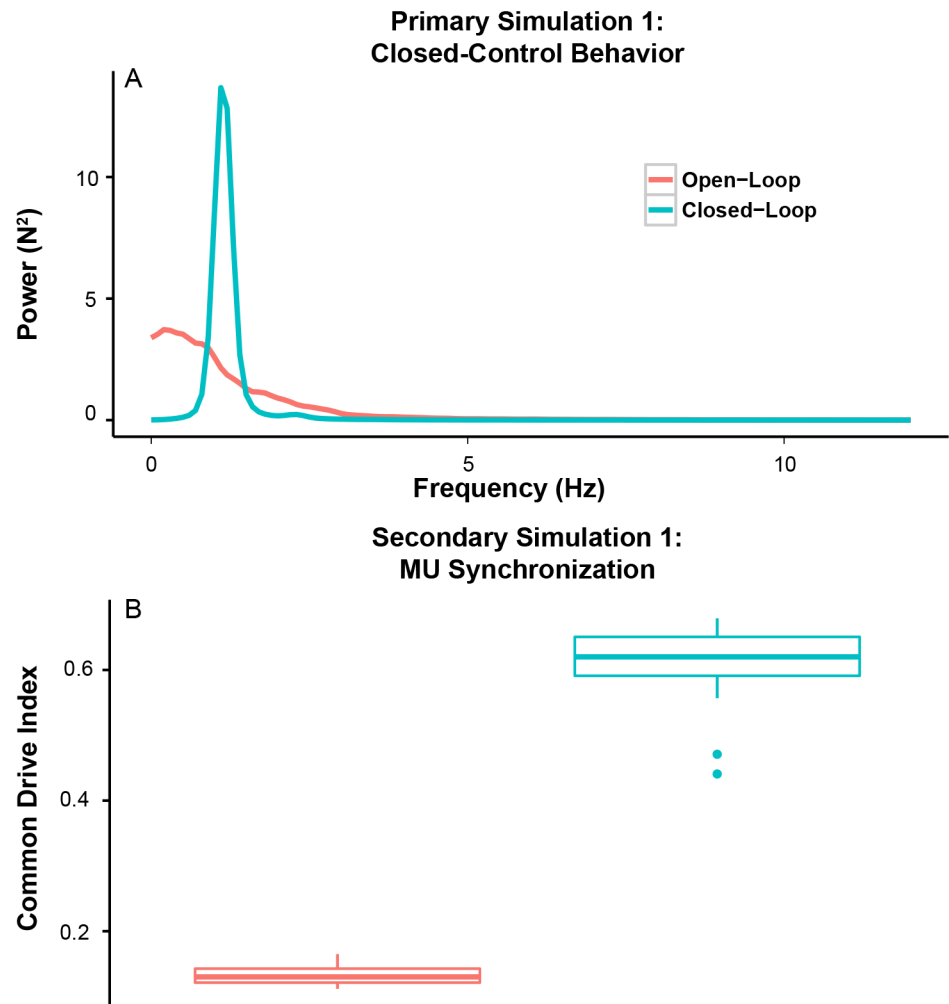 Primary Simulation 1:
Closed-Control Behavior
A
10
5
0
Power (N²)
Open−Loop
Closed−Loop
0 5 10
Frequency (Hz)
Secondary Simulation 1:
MU Synchronization
B
0.6
0.4
0.2
Common Drive Index